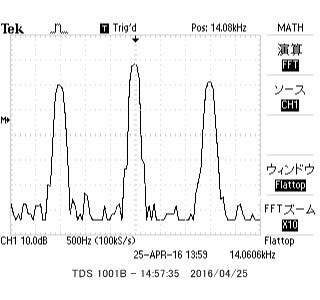 Tek
T Trig'd
Pos: 14.08kHz
MATH
演算
FFT
ソース
CH1
M
ウィンドウ
Flattop
FFTズーム
X10
CH1 10.0dB
500Hz (100kS/s)
Flattop
25-APR-16 13:59
14.0606kHz
TDS 1001B - 14:57:35 2016/04/25